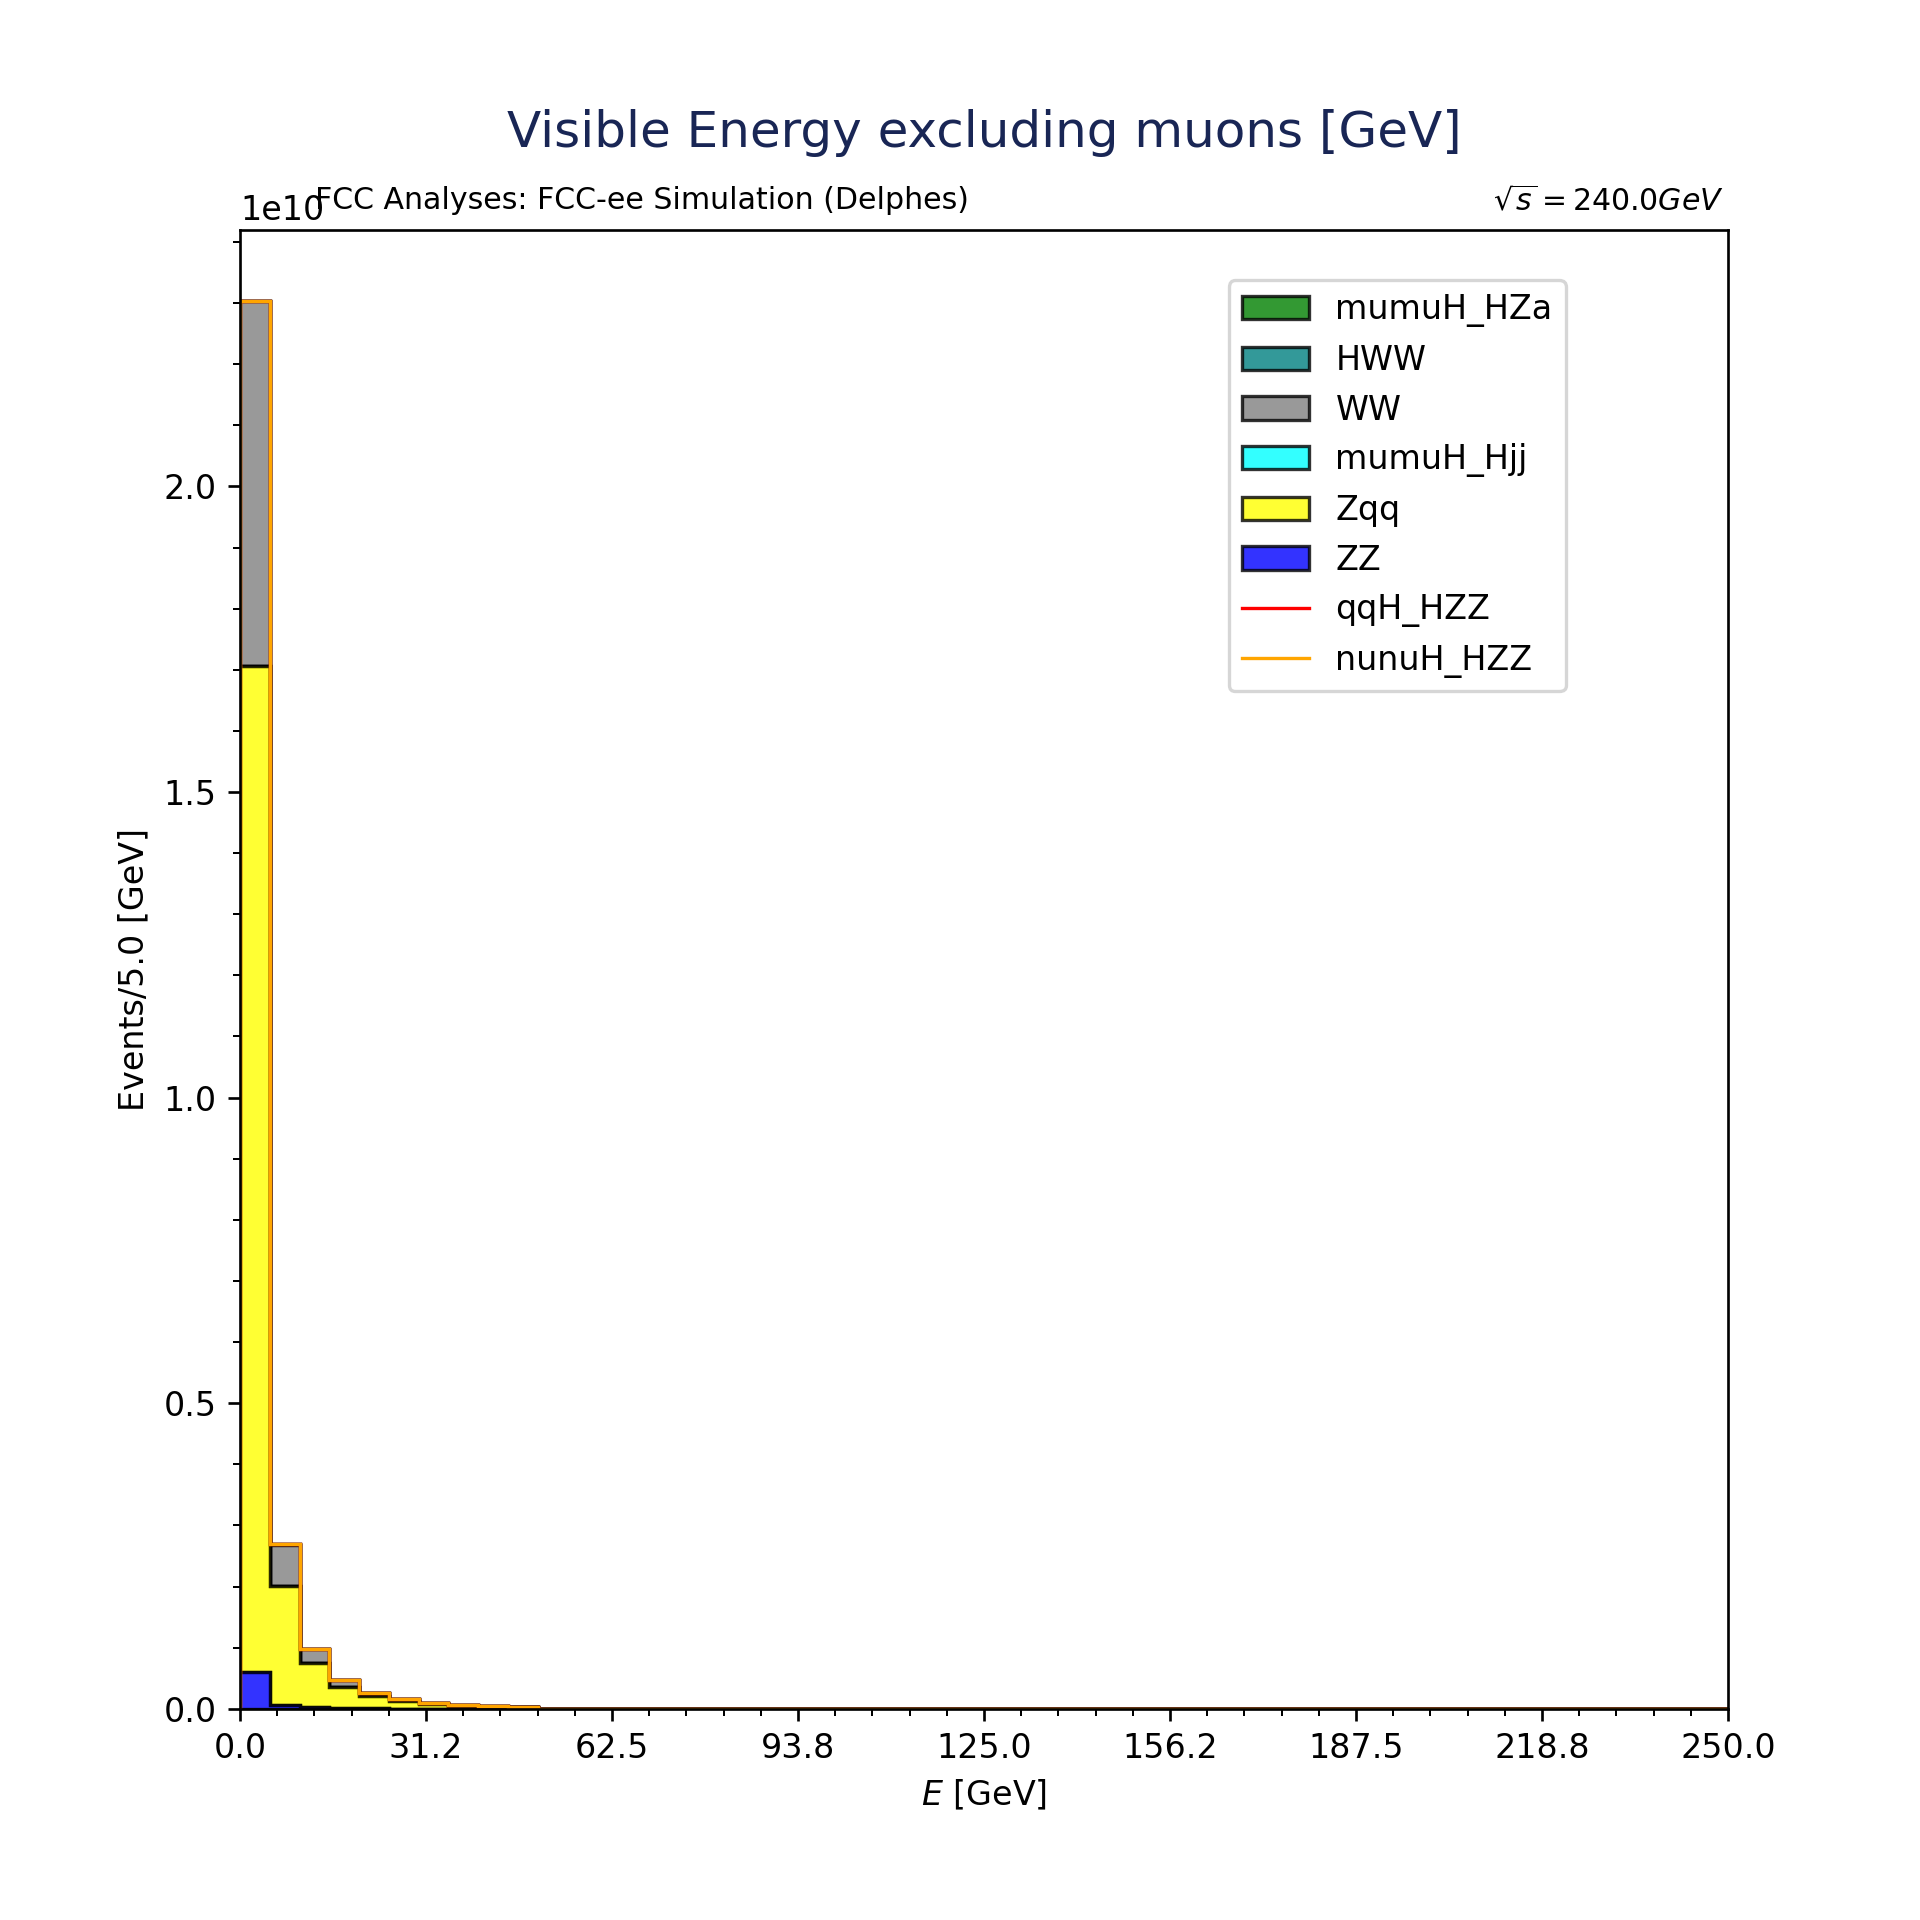 Visible Energy excluding muons [GeV]
1e10
FCC Analyses: FCC-ee Simulation (Delphes)
√s = 240.0GeV
mumuH_HZa
HWW
WW
mumuH_Hjj
Zqq
ZZ
qqH_HZZ
nunuH_HZZ
2.0
1.5
1.0
0.5
0.0
Events/5.0 [GeV]
0.0 31.2 62.5 93.8 125.0 156.2 187.5 218.8 250.0
E [GeV]